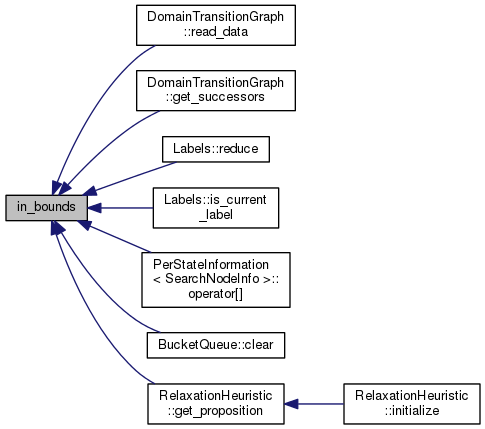 DomainTransitionGraph
::read_data
DomainTransitionGraph
::get_successors
Labels::reduce
Labels::is_current
_label
in_bounds
PerStateInformation
< SearchNodeInfo >::
operator[]
BucketQueue::clear
RelaxationHeuristic
::get_proposition
RelaxationHeuristic
::initialize